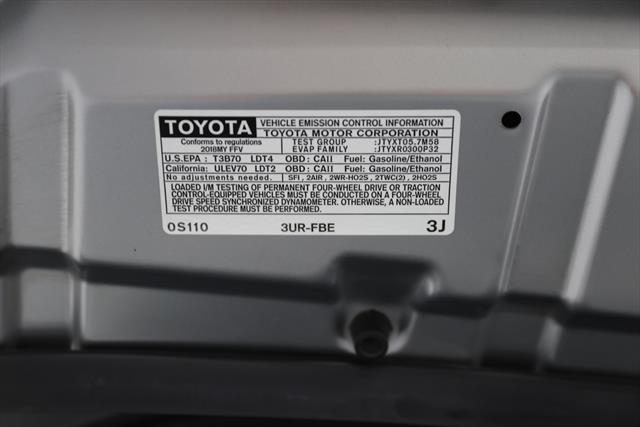 TOYOTA VEHICLE EMISSION CONTROL INFORMATION
TOYOTA MOTOR CORPORATION
Conforms to regulations
2018MY FFV
TEST GROUP :JTYXT05.7M58
EVAP FAMILY :JTYXR0300P32
U.S.EPA : T3B70 LDT4 OBD: CAII Fuel: Gasoline/Ethanol
California: ULEV70 LDT2 OBD: CAII Fuel: Gasoline/Ethanol
No adjustments needed. SFI , 2AIR , 2WR-HO2S , 2TWC(2) , 2HO2S
LOADED I/M TESTING OF PERMANENT FOUR-WHEEL DRIVE OR TRACTION
CONTROL-EQUIPPED VEHICLES MUST BE CONDUCTED ON A FOUR-WHEEL
DRIVE SPEED SYNCHRONIZED DYNAMOMETER. OTHERWISE, A NON-LOADED
TEST PROCEDURE MUST BE PERFORMED.
0S110 3UR-FBE 3J